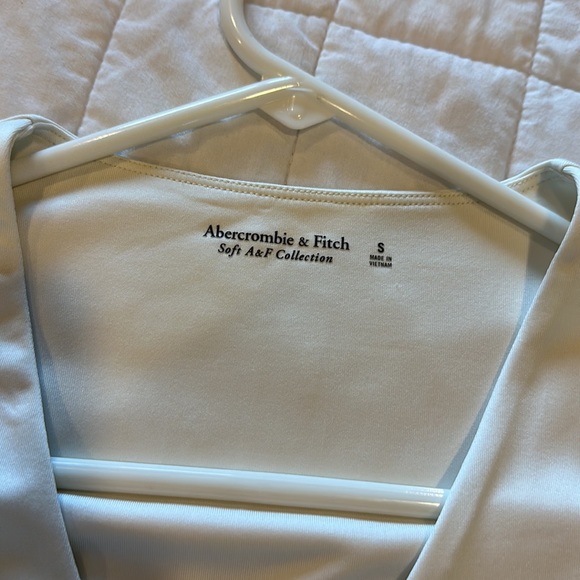 Abercrombie & Fitch
Soft A&F Collection
S
MADE IN
VIETNAM